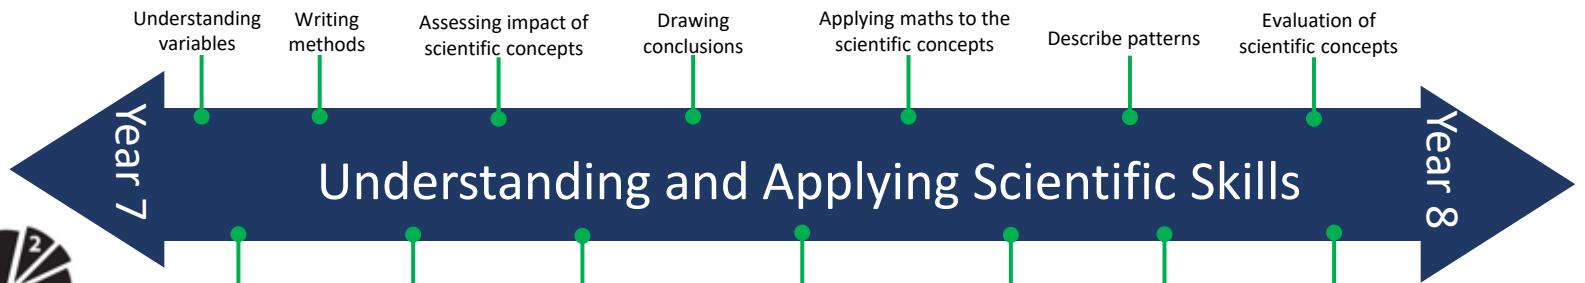 Understanding
variables
Writing
methods
Assessing impact of
scientific concepts
Drawing
conclusions
Applying maths to the
scientific concepts
Describe patterns
Evaluation of
scientific concepts
Year 7
Understanding and Applying Scientific Skills
Year 8
2